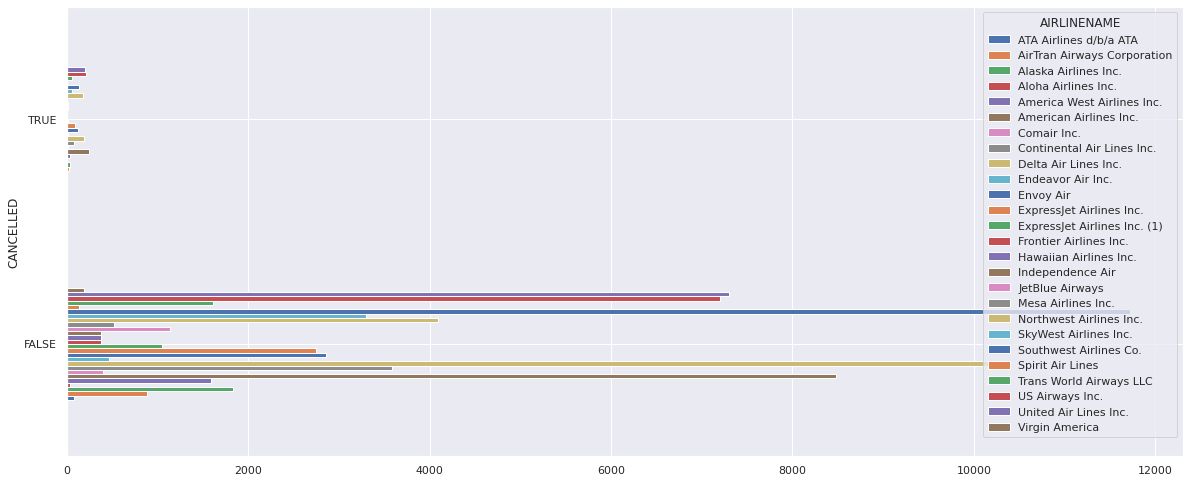 AIRLINENAME
ATA Airlines d/b/a ATA
AirTran Airways Corporation
Alaska Airlines Inc.
Aloha Airlines Inc.
America West Airlines Inc.
American Airlines Inc.
Comair Inc.
Continental Air Lines Inc.
Delta Air Lines Inc.
Endeavor Air Inc.
Envoy Air
ExpressJet Airlines Inc.
ExpressJet Airlines Inc. (1)
Frontier Airlines Inc.
Hawaiian Airlines Inc.
Independence Air
JetBlue Airways
Mesa Airlines Inc.
Northwest Airlines Inc.
SkyWest Airlines Inc.
Southwest Airlines Co.
Spirit Air Lines
Trans World Airways LLC
US Airways Inc.
United Air Lines Inc.
Virgin America
TRUE
CANCELLED
FALSE
0 2000 4000 6000 8000 10000 12000